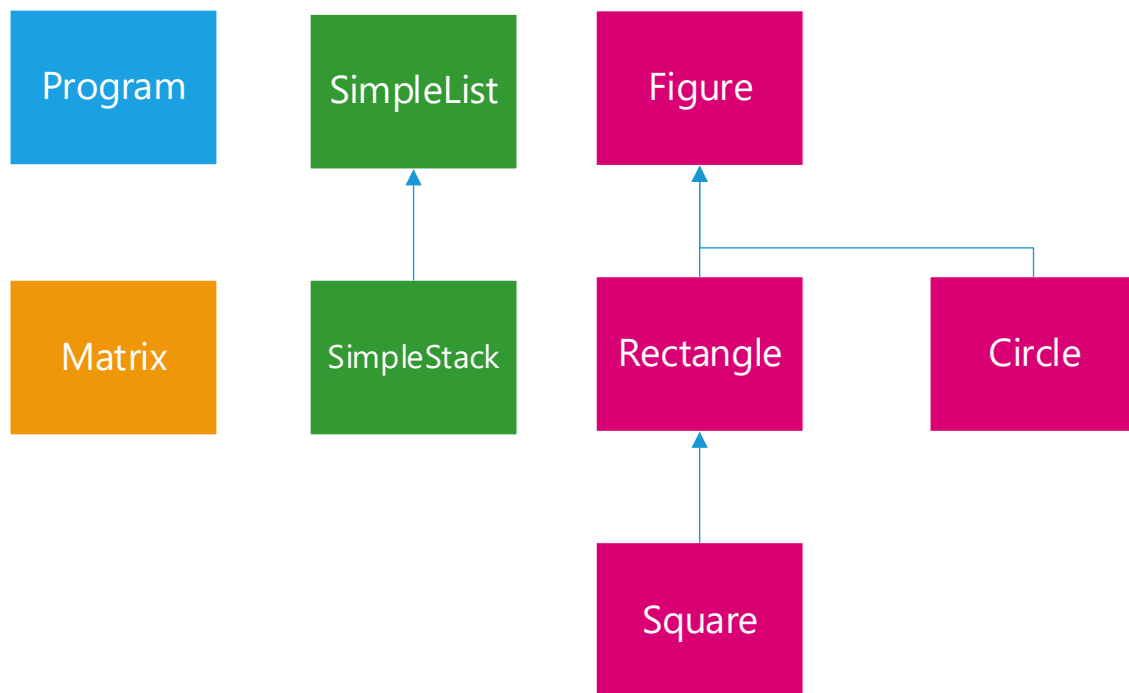 Program
SimpleList
Figure
Matrix
SimpleStack
Rectangle
Circle
Square